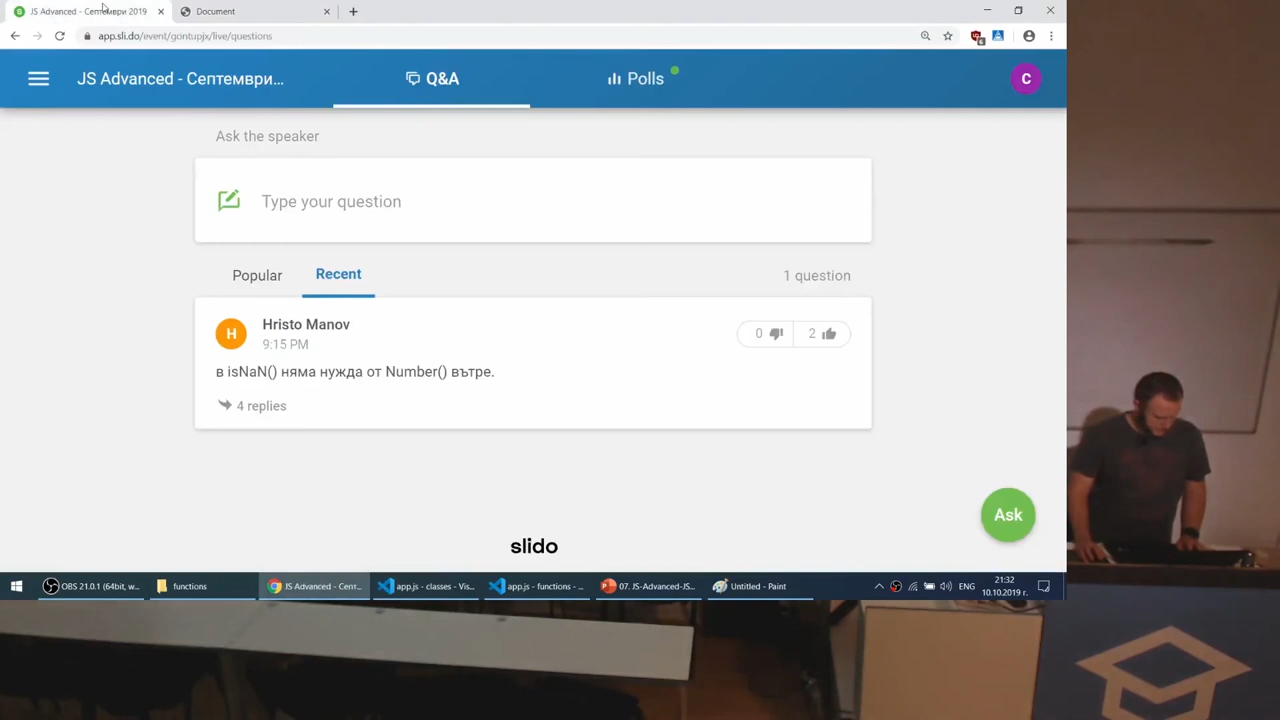 JS Advanced - Септември 2019
Document
app.sli.do/event/gontupjx/live/questions
JS Advanced - Септември...
Q&A
Polls
C
Ask the speaker
Type your question
Popular
Recent
1 question
H
Hristo Manov
9:15 PM
0
2
в isNaN() няма нужда от Number() вътре.
4 replies
Ask
slido
OBS 21.0.1 (64bit, w...
functions
JS Advanced - Септ...
app.js - classes - Vis...
app.js - functions - ...
07. JS-Advanced-JS...
Untitled - Paint
ENG
21:32
10.10.2019 г.